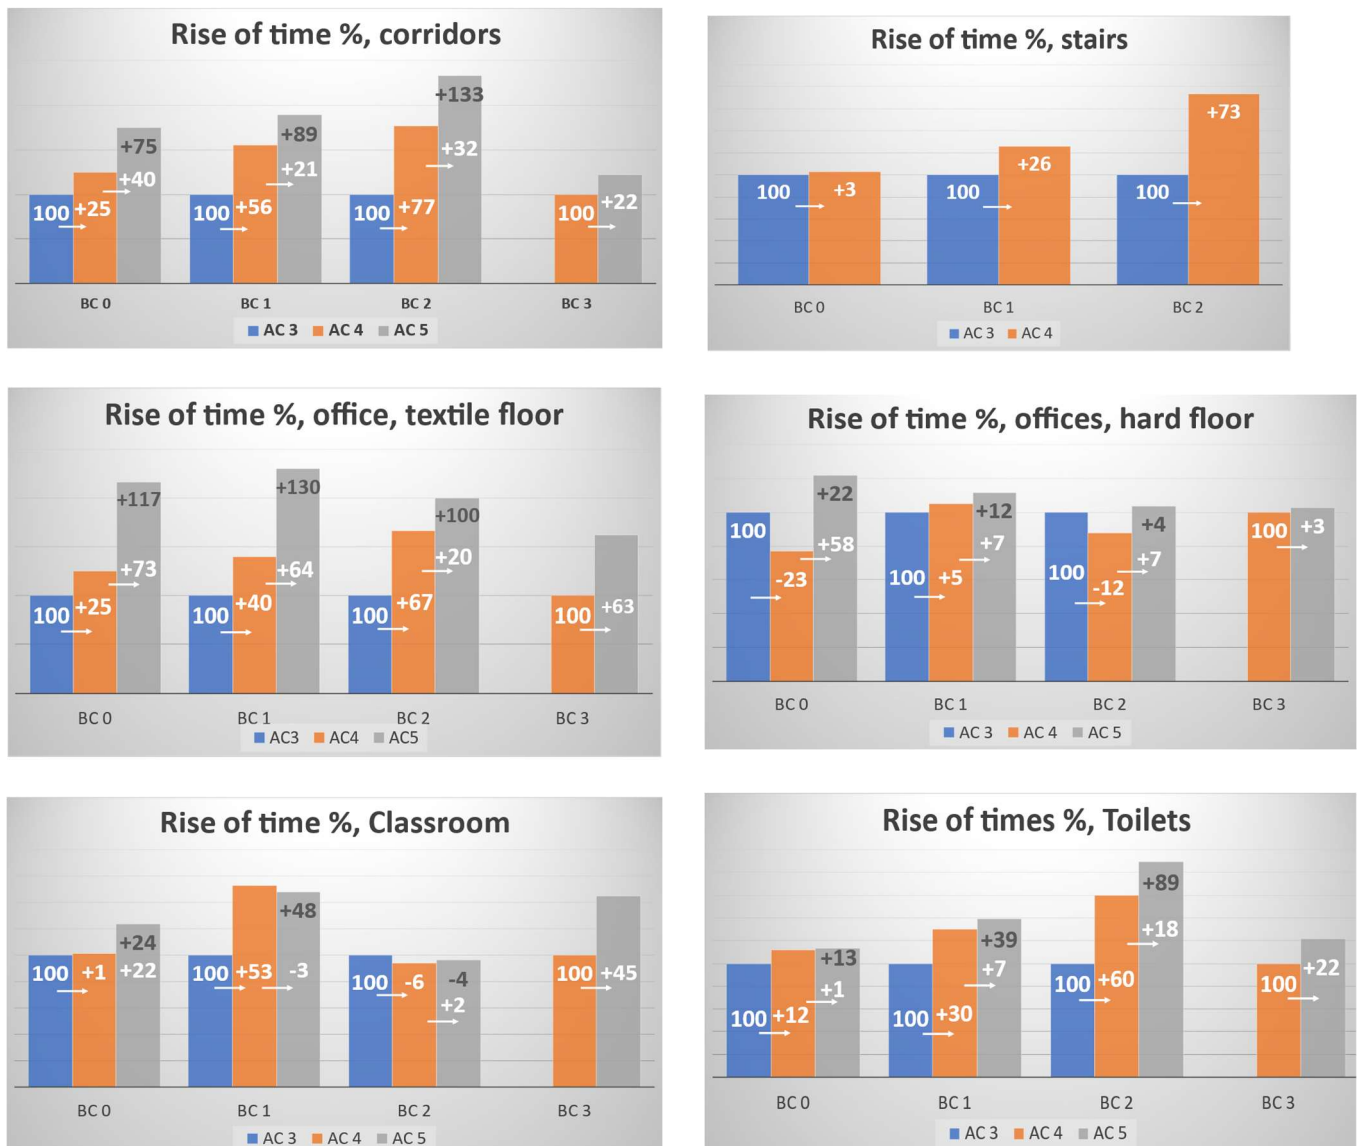 Rise of time %, corridors
+133
+75
+89
+32
+40
+21
100
+25
100
+56
100
+77
100
+22
BC 0
BC 1
BC 2
BC 3
AC 3
AC 4
AC 5
Rise of time %, stairs
+73
+26
100
+3
100
100
BC 0
BC 1
BC 2
AC 3
AC 4
Rise of time %, office, textile floor
+117
+130
+100
+73
+64
+20
100
+25
100
+40
100
+67
100
+63
BC 0
BC 1
BC 2
BC 3
AC3
AC4
AC5
Rise of time %, offices, hard floor
+22
+12
+4
100
+58
+7
+7
100
+3
-23
100
+5
100
-12
BC 0
BC 1
BC 2
BC 3
AC 3
AC 4
AC 5
Rise of time %, Classroom
+24
+48
100
+1
+22
100
+53
-3
100
-6
-4
+2
100
+45
BC 0
BC 1
BC 2
BC 3
AC 3
AC 4
AC 5
Rise of times %, Toilets
+89
+13
+39
+18
+1
+7
+22
100
+12
100
+30
100
+60
100
BC 0
BC 1
BC 2
BC 3
AC 3
AC 4
AC 5